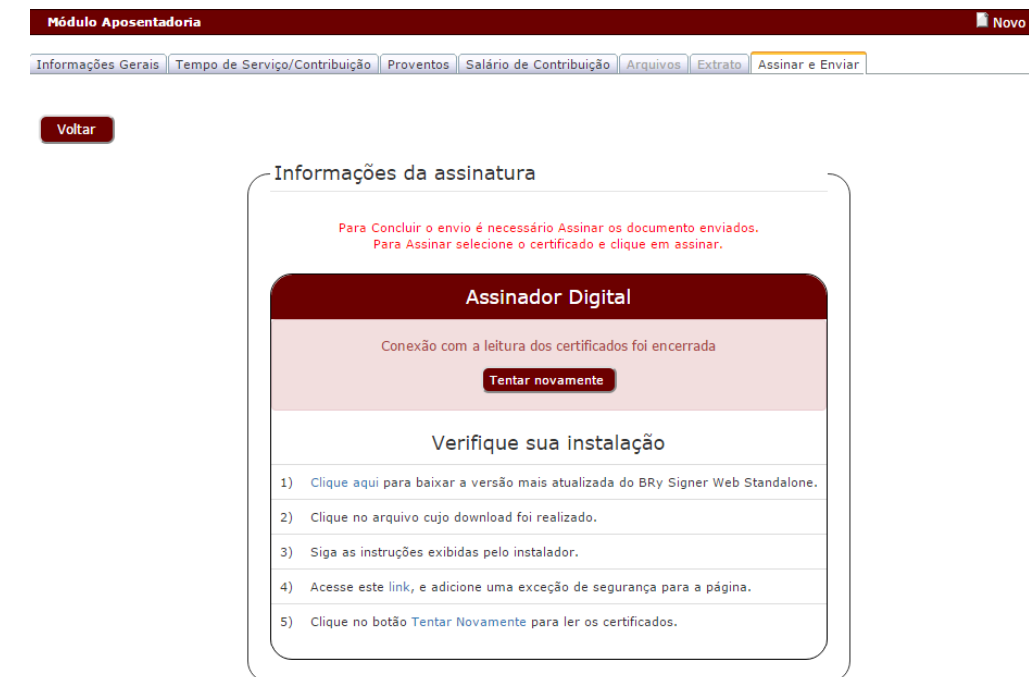 Módulo Aposentadoria Novo
Informações Gerais Tempo de Serviço/Contribuição Proventos Salário de Contribuição Arquivos Extrato Assinar e Enviar
Voltar
Informações da assinatura
Para Concluir o envio é necessário Assinar os documento enviados.
Para Assinar selecione o certificado e clique em assinar.
Assinador Digital
Conexão com a leitura dos certificados foi encerrada
Tentar novamente
Verifique sua instalação
1) Clique aqui para baixar a versão mais atualizada do BRy Signer Web Standalone.
2) Clique no arquivo cujo download foi realizado.
3) Siga as instruções exibidas pelo instalador.
4) Acesse este link, e adicione uma exceção de segurança para a página.
5) Clique no botão Tentar Novamente para ler os certificados.